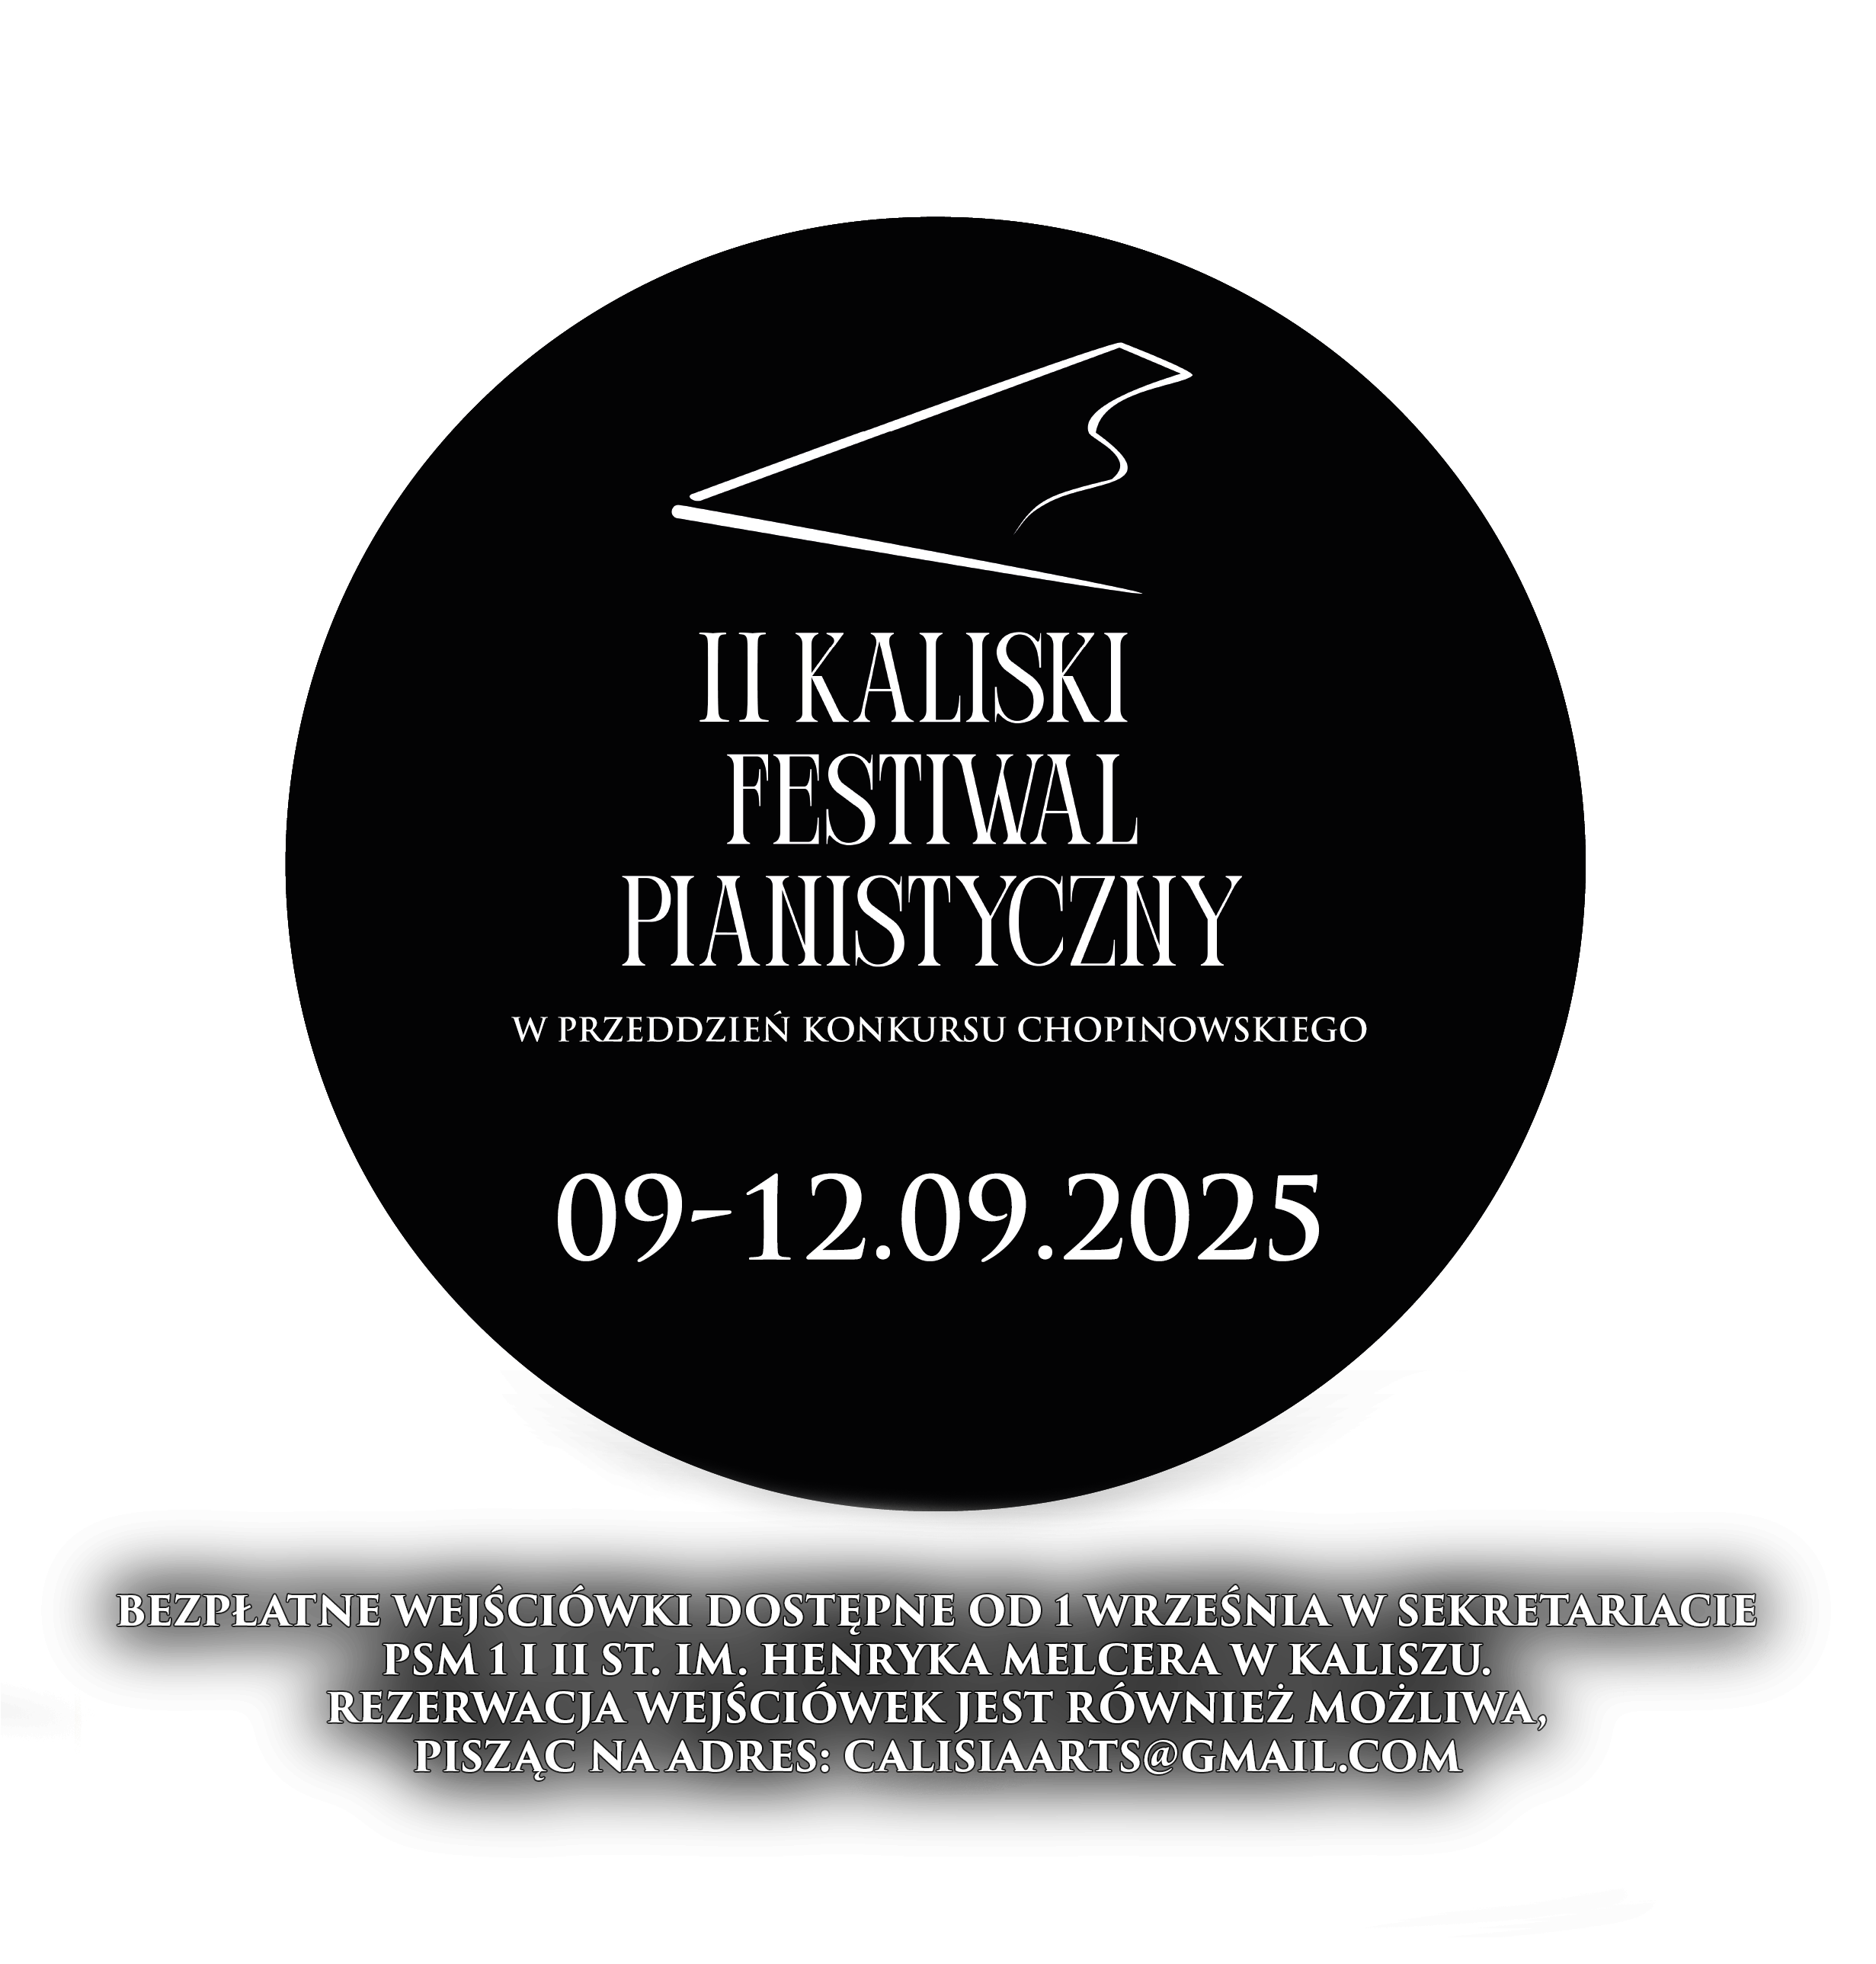 II KALISKI
FESTIWAL
PIANISTYCZNY
W PRZEDDZIEŃ KONKURSU CHOPINOWSKIEGO
09-12.09.2025
BEZPŁATNE WEJŚCIÓWKI DOSTĘPNE OD 1 WRZEŚNIA W SEKRETARIACIE
PSM 1 I II ST. IM. HENRYKA MELCERA W KALISZU.
REZERWACJA WEJŚCIÓWEK JEST RÓWNIEŻ MOŻLIWA,
PISZĄC NA ADRES: CALISIAARTS@GMAIL.COM